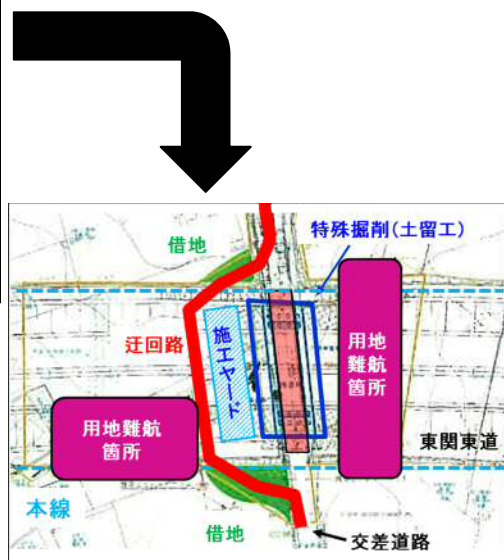 特殊掘削(土留工)
借地
迂回路
施工ヤード
用地
難航
箇所
用地難航
箇所
東関東道
本線
借地
交差道路